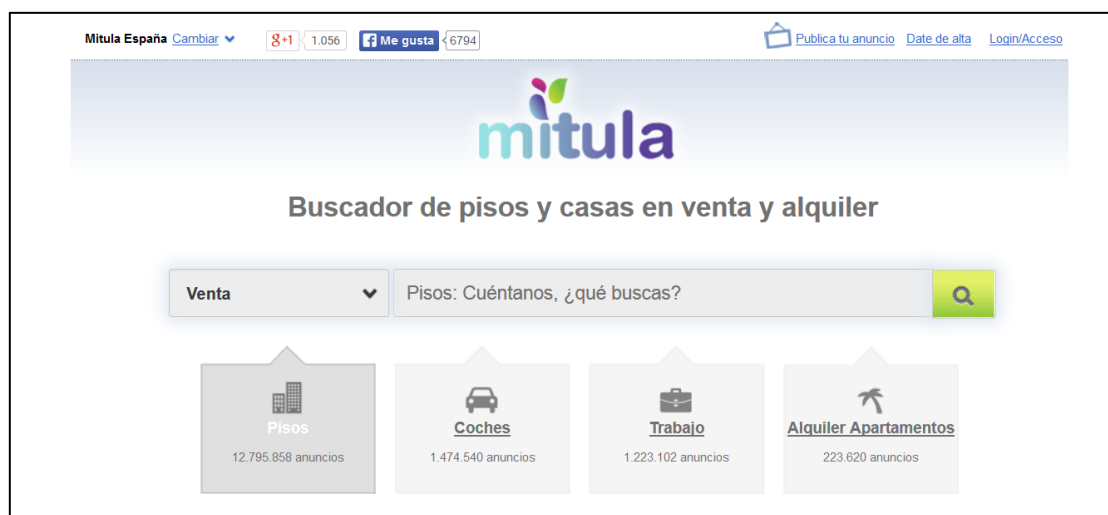 Mitula España Cambiar 8+1 1.056 f Me gusta 6794 Publica tu anuncio Date de alta Login/Acceso
mitula
Buscador de pisos y casas en venta y alquiler
Venta Pisos: Cuéntanos, ¿qué buscas?
Pisos Coches Trabajo Alquiler Apartamentos
12.795.858 anuncios 1.474.540 anuncios 1.223.102 anuncios 223.620 anuncios